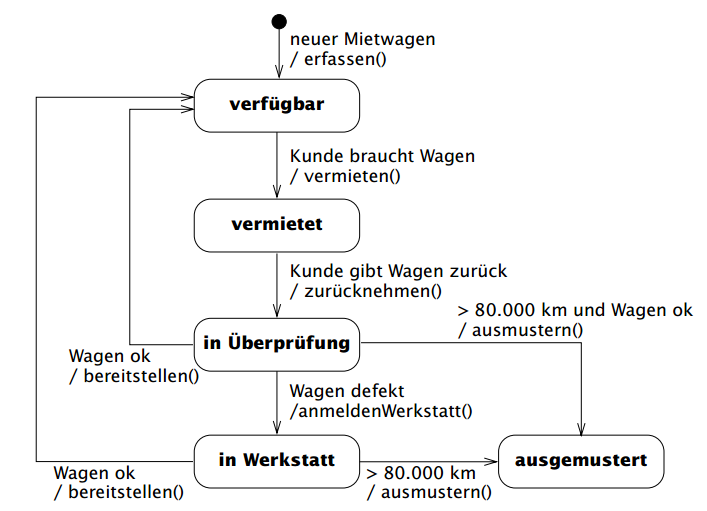 neuer Mietwagen
/ erfassen()
verfügbar
Kunde braucht Wagen
/ vermieten()
vermietet
Kunde gibt Wagen zurück
/ zurücknehmen()
> 80.000 km und Wagen ok
/ ausmustern()
in Überprüfung
Wagen ok
/ bereitstellen()
Wagen defekt
/anmeldenWerkstatt()
in Werkstatt
ausgemustert
Wagen ok
/ bereitstellen()
> 80.000 km
/ ausmustern()